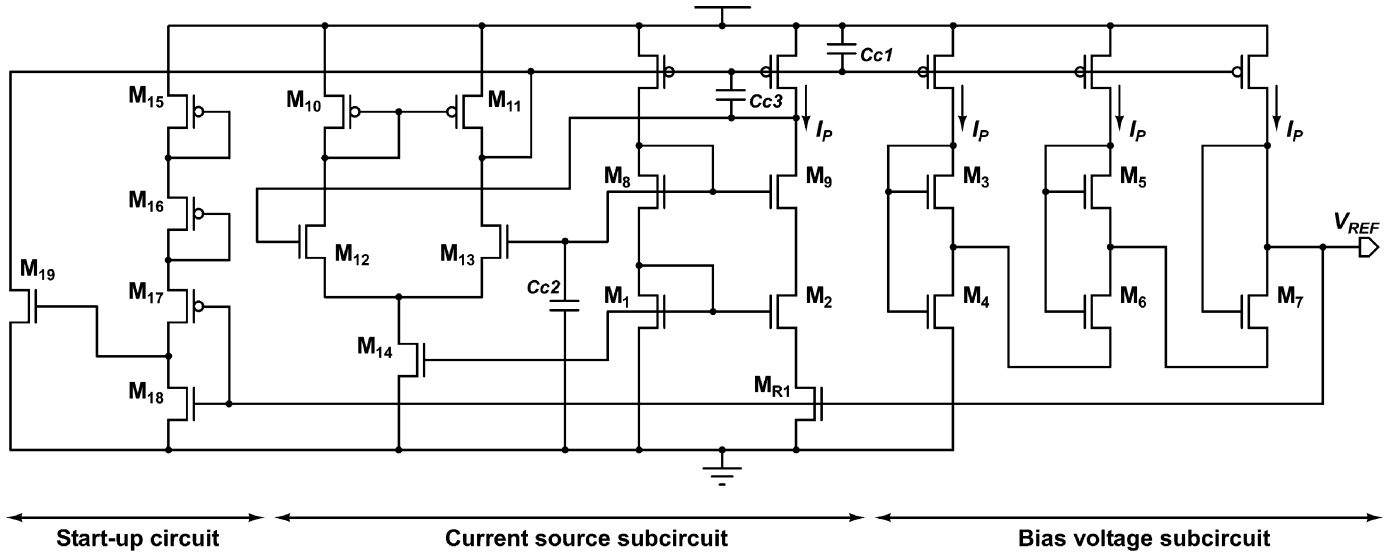 Cc1
M15
M10
M11
Cc3
IP
IP
IP
IP
M16
M8
M9
M3
M5
VREF
M12
M13
M19
M17
Cc2
M1
M2
M4
M6
M7
M14
M18
MR1
Start-up circuit
Current source subcircuit
Bias voltage subcircuit